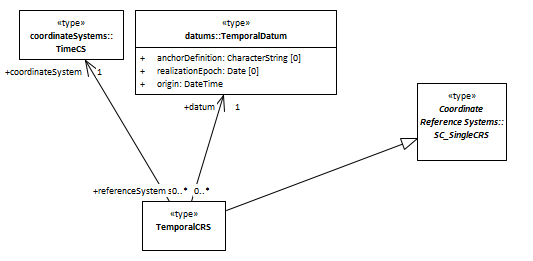 «type»
coordinateSystems::
TimeCS
«type»
datums::TemporalDatum
+ anchorDefinition: CharacterString [0]
+ realizationEpoch: Date [0]
+ origin: DateTime
+coordinateSystem 1
+datum 1
«type»
Coordinate
Reference Systems::
SC_SingleCRS
+referenceSystem s0..* 0..*
«type»
TemporalCRS